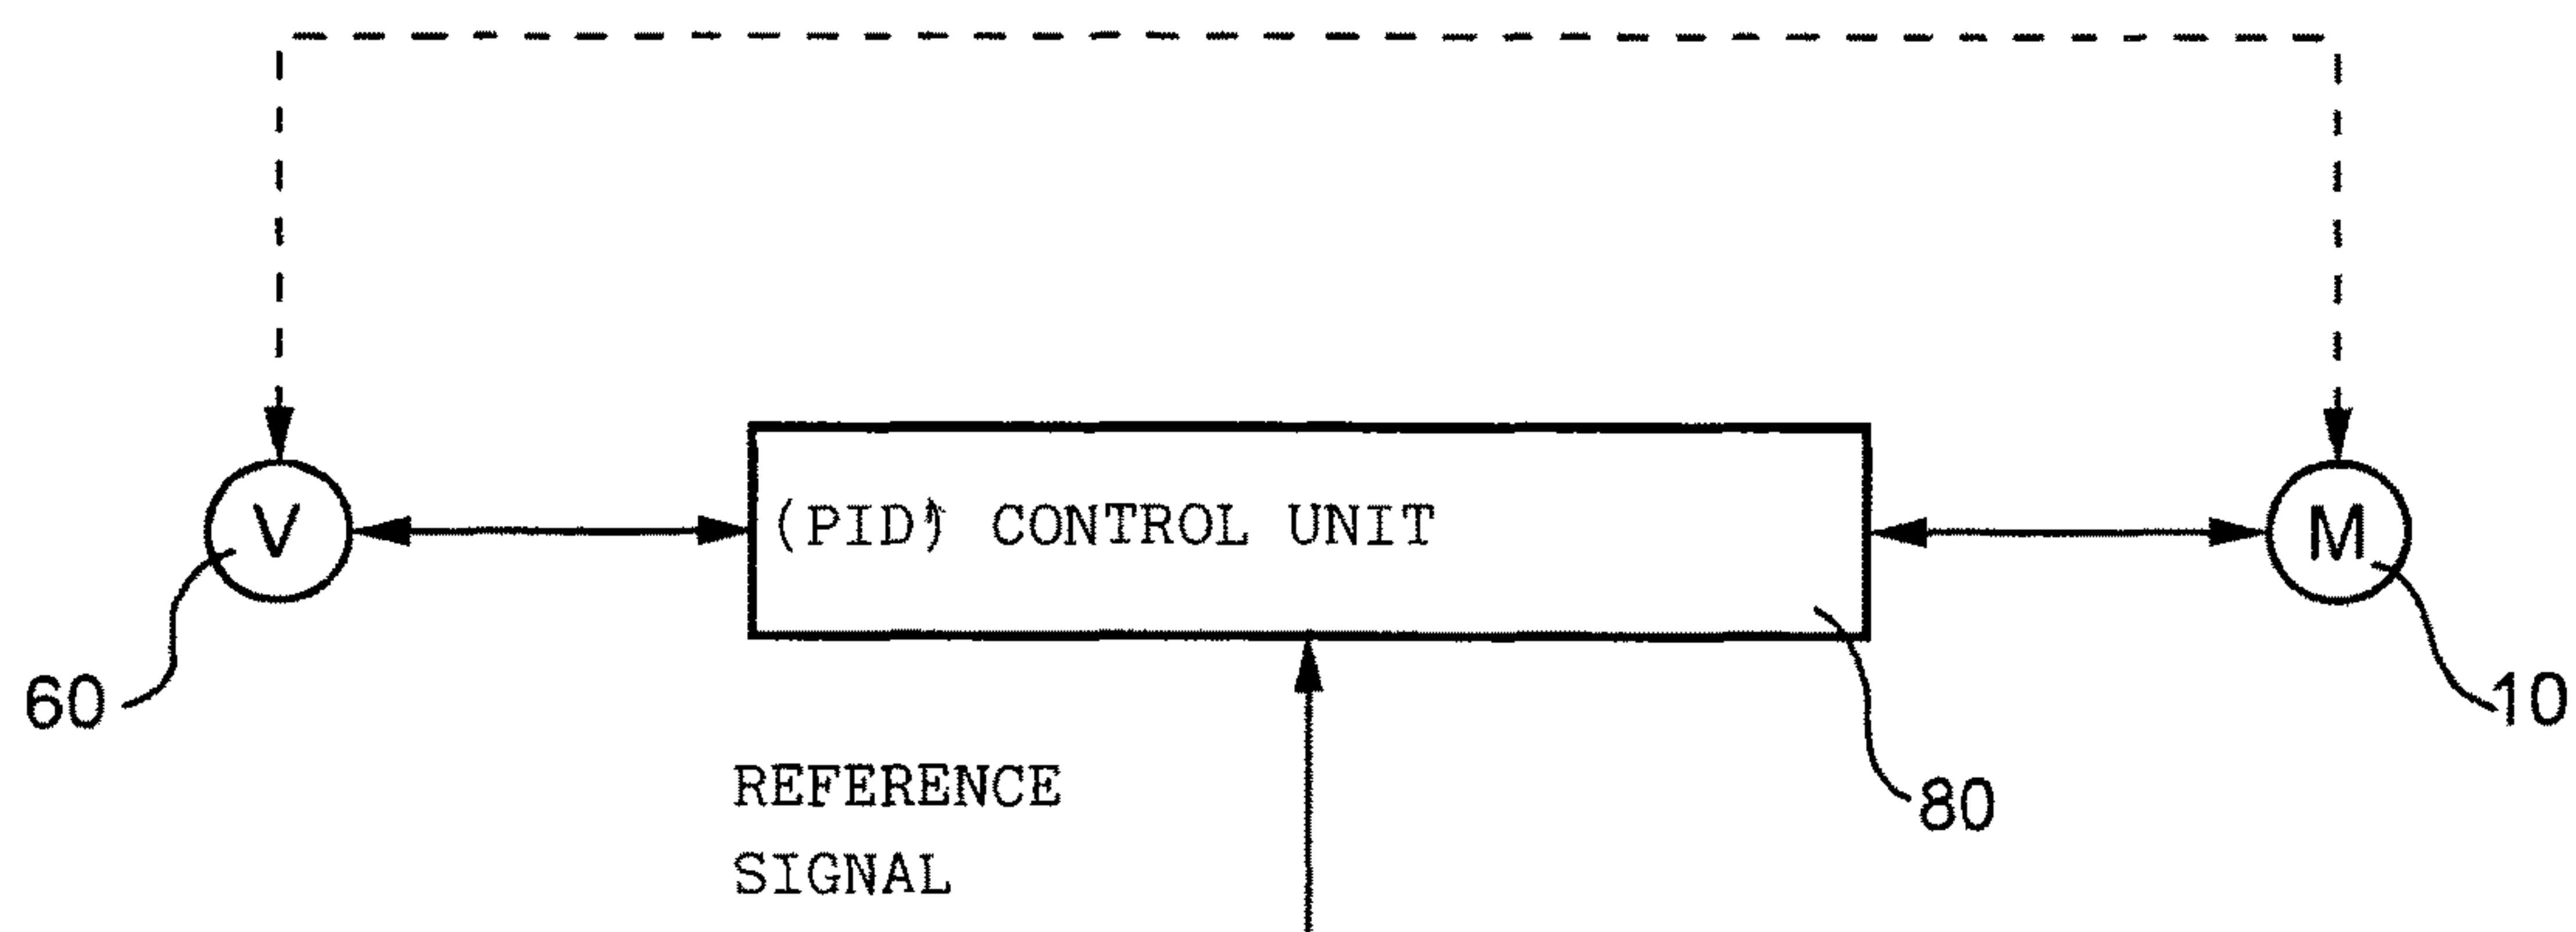 V
(PID) CONTROL UNIT
M
60
10
REFERENCE
SIGNAL
80